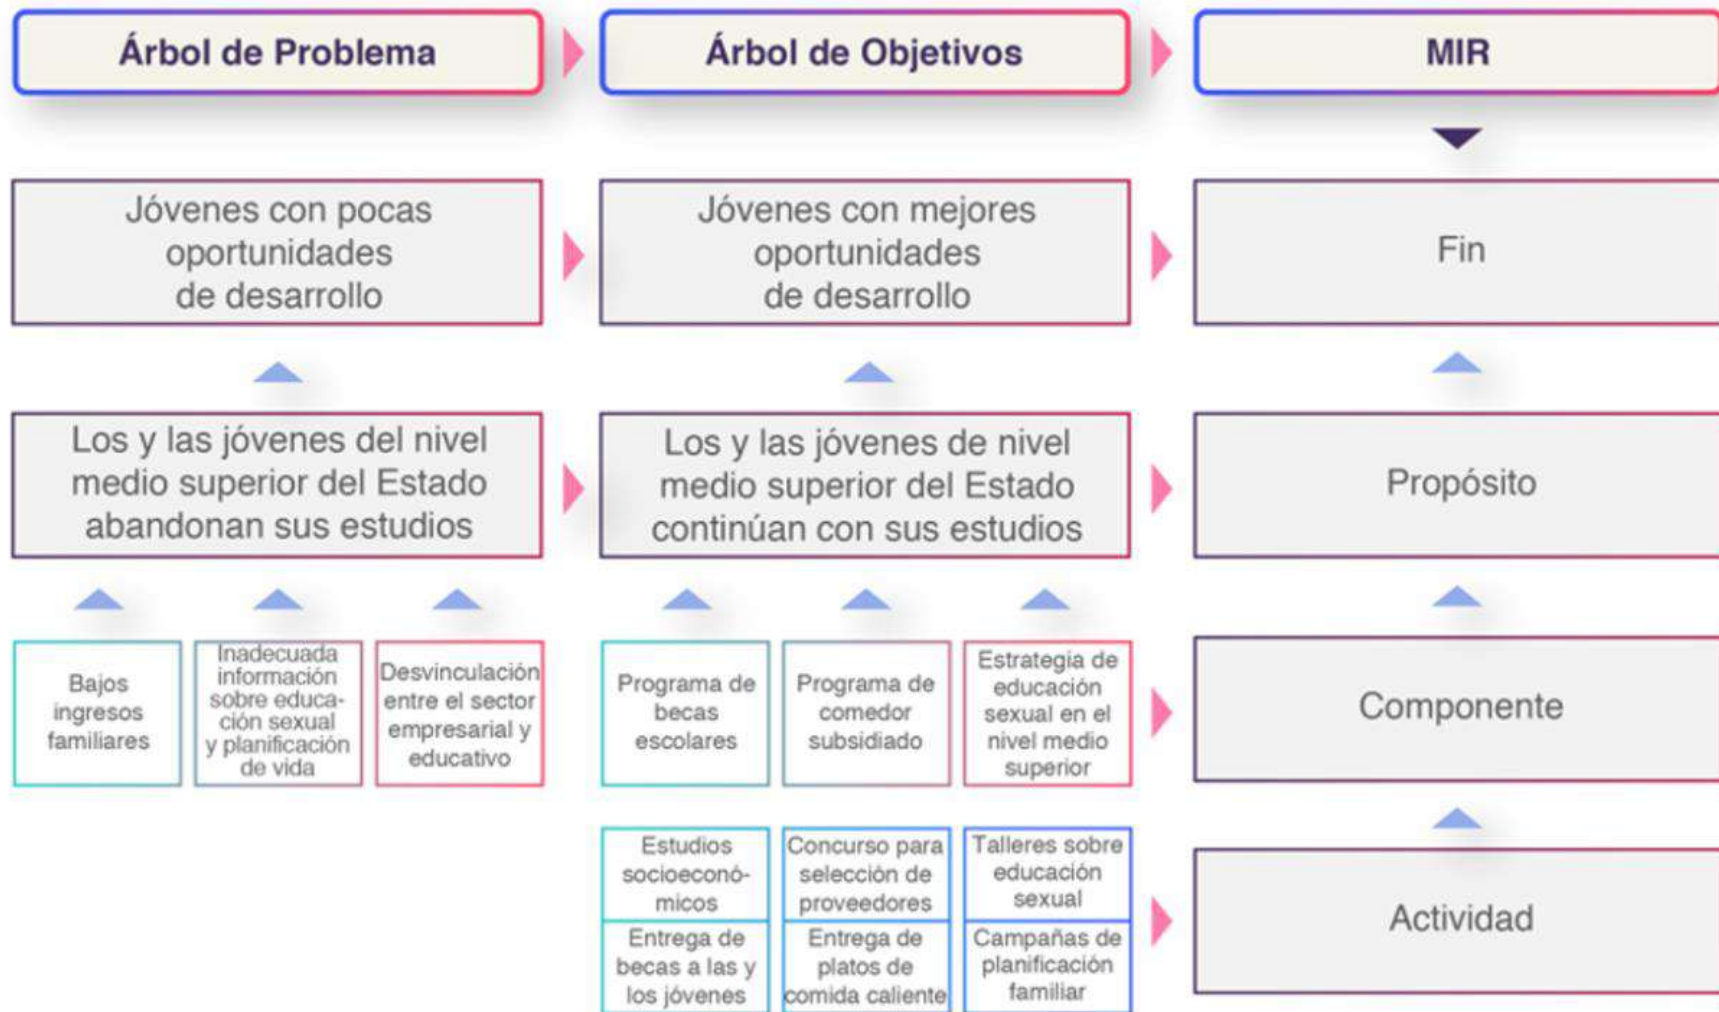 Árbol de Problema
Árbol de Objetivos
MIR
Jóvenes con pocas
oportunidades
de desarrollo
Jóvenes con mejores
oportunidades
de desarrollo
Fin
Los y las jóvenes del nivel
medio superior del Estado
abandonan sus estudios
Los y las jóvenes de nivel
medio superior del Estado
continúan con sus estudios
Propósito
Bajos
ingresos
familiares
Inadecuada
información
sobre educa-
ción sexual
y planificación
de vida
Desvinculación
entre el sector
empresarial y
educativo
Programa de
becas
escolares
Programa de
comedor
subsidiado
Estrategia de
educación
sexual en el
nivel medio
superior
Componente
Estudios
socioeconó-
micos
Concurso para
selección de
proveedores
Talleres sobre
educación
sexual
Entrega de
becas a las y
los jóvenes
Entrega de
platos de
comida caliente
Campañas de
planificación
familiar
Actividad